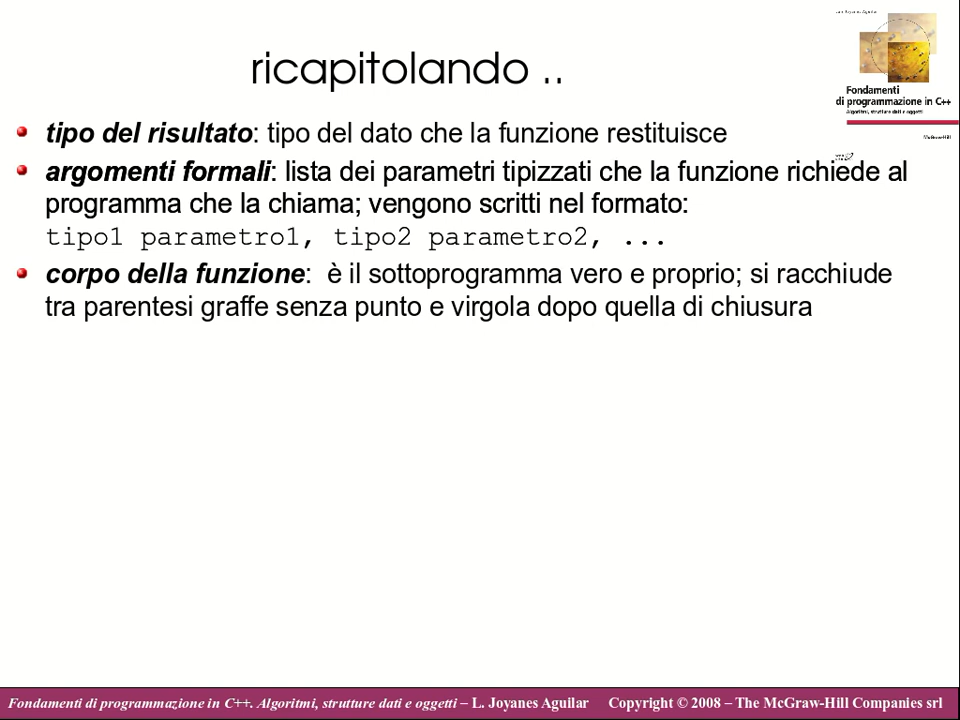 ricapitolando ..
Fondamenti
di programmazione in C++
Algoritmi, strutture dati e oggetti
McGraw-Hill
tipo del risultato: tipo del dato che la funzione restituisce
argomenti formali: lista dei parametri tipizzati che la funzione richiede al
programma che la chiama; vengono scritti nel formato:
tipo1 parametro1, tipo2 parametro2, ...
corpo della funzione:  è il sottoprogramma vero e proprio; si racchiude
tra parentesi graffe senza punto e virgola dopo quella di chiusura
Fondamenti di programmazione in C++. Algoritmi, strutture dati e oggetti – L. Joyanes Aguilar Copyright © 2008 – The McGraw-Hill Companies srl